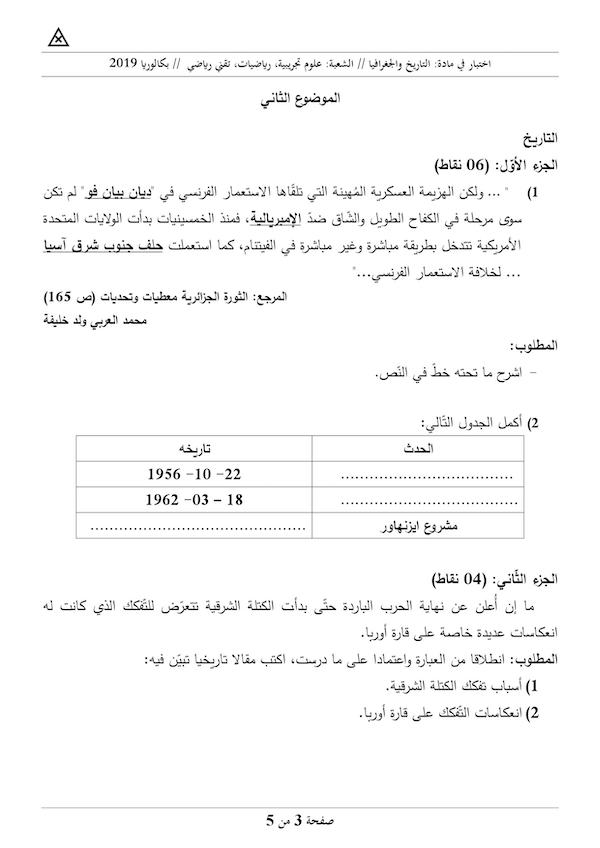 اختبار في مادة: التاريخ والجغرافيا // الشعبة: علوم تجريبية، رياضيات، تقني رياضي // بكالوريا 2019
الموضوع الثاني
التاريخ
الجزء الأوّل: (06 نقاط)
1) " ... ولكن الهزيمة العسكرية المُهينة التي تلقّاها الاستعمار الفرنسي في "ديان بيان فو" لم تكن
سوى مرحلة في الكفاح الطويل والشّاق ضدّ الإمبريالية، فمنذ الخمسينيات بدأت الولايات المتحدة
الأمريكية تتدخل بطريقة مباشرة وغير مباشرة في الفيتنام، كما استعملت حلف جنوب شرق آسيا
... لخلافة الاستعمار الفرنسي..."
المرجع: الثورة الجزائرية معطيات وتحديات (ص 165)
محمد العربي ولد خليفة
المطلوب:
- اشرح ما تحته خطّ في النّص.
2) أكمل الجدول التّالي:
الحدث تاريخه
.................................... 22- 10- 1956
..................................... 18 – 03- 1962
مشروع ايزنهاور .............................................
الجزء الثّاني: (04 نقاط)
ما إن أُعلن عن نهاية الحرب الباردة حتّى بدأت الكتلة الشرقية تتعرّض للتّفكك الذي كانت له
انعكاسات عديدة خاصة على قارة أوربا.
المطلوب: انطلاقا من العبارة واعتمادا على ما درست، اكتب مقالا تاريخيا تبيّن فيه:
1) أسباب تفكك الكتلة الشرقية.
2) انعكاسات التّفكك على قارة أوربا.
صفحة 3 من 5